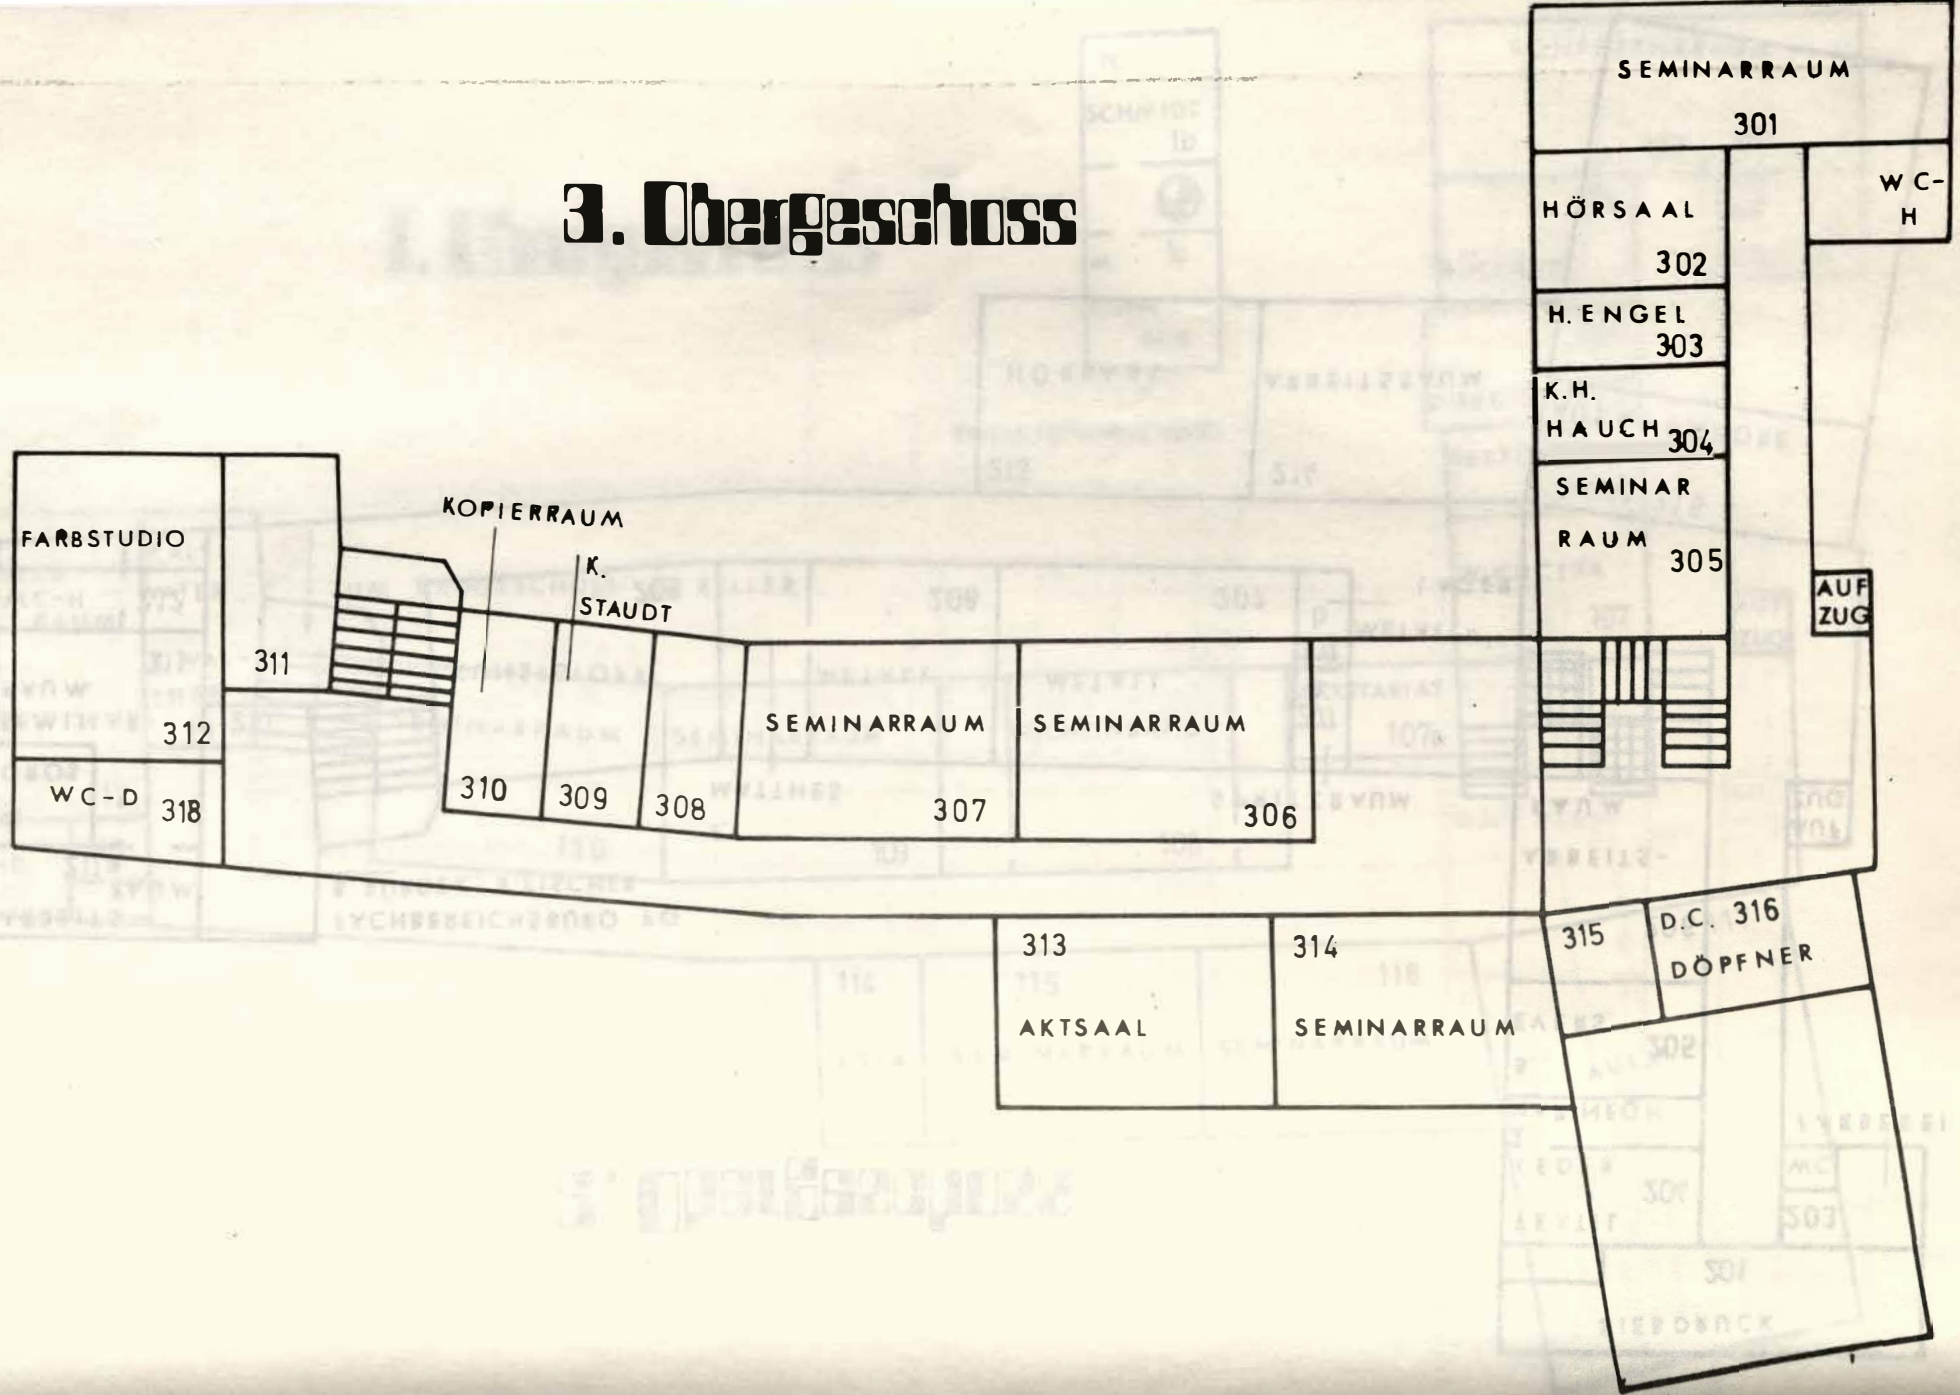 3. Obergeschoss
SEMINARRAUM
301
WC-
H
HÖRSAAL
302
H. ENGEL
303
K.H.
HAUCH 304
SEMINAR
RAUM 305
AUF
ZUG
FARBSTUDIO
312
311
WC-D 318
KOPIERRAUM
310
K.
STAUDT
309
308
SEMINARRAUM
307
SEMINARRAUM
306
313
AKTSAAL
314
SEMINARRAUM
315
D.C. 316
DÖPFNER